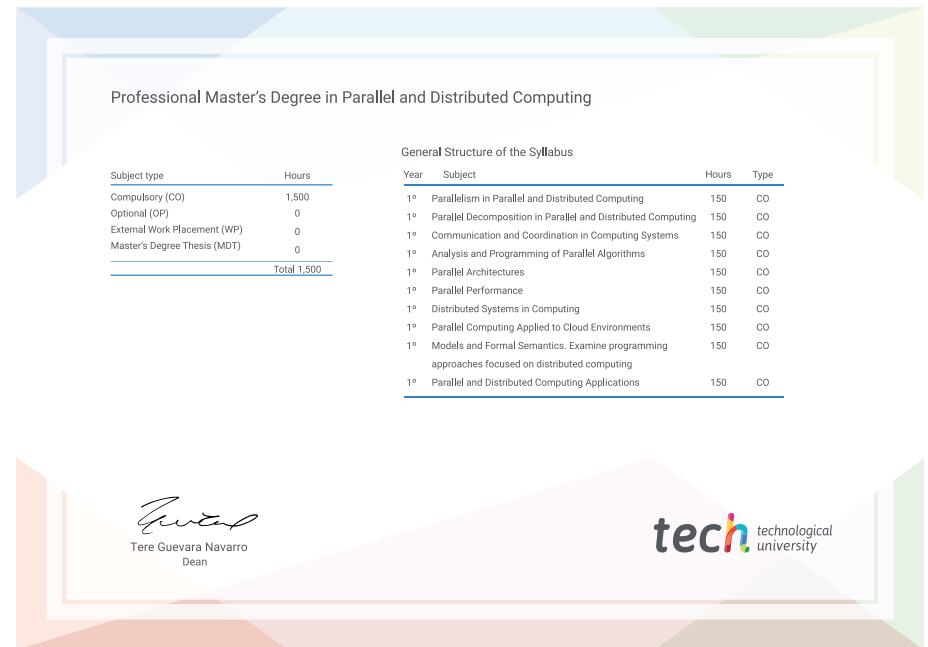 Professional Master's Degree in Parallel and Distributed Computing
Subject type Hours
Compulsory (CO) 1,500
Optional (OP) 0
External Work Placement (WP) 0
Master's Degree Thesis (MDT) 0
Total 1,500
General Structure of the Syllabus
Year Subject Hours Type
1º Parallelism in Parallel and Distributed Computing 150 CO
1º Parallel Decomposition in Parallel and Distributed Computing 150 CO
1º Communication and Coordination in Computing Systems 150 CO
1º Analysis and Programming of Parallel Algorithms 150 CO
1º Parallel Architectures 150 CO
1º Parallel Performance 150 CO
1º Distributed Systems in Computing 150 CO
1º Parallel Computing Applied to Cloud Environments 150 CO
1º Models and Formal Semantics. Examine programming 150 CO
approaches focused on distributed computing
1º Parallel and Distributed Computing Applications 150 CO
Tere Guevara Navarro
Dean
tech technological
university